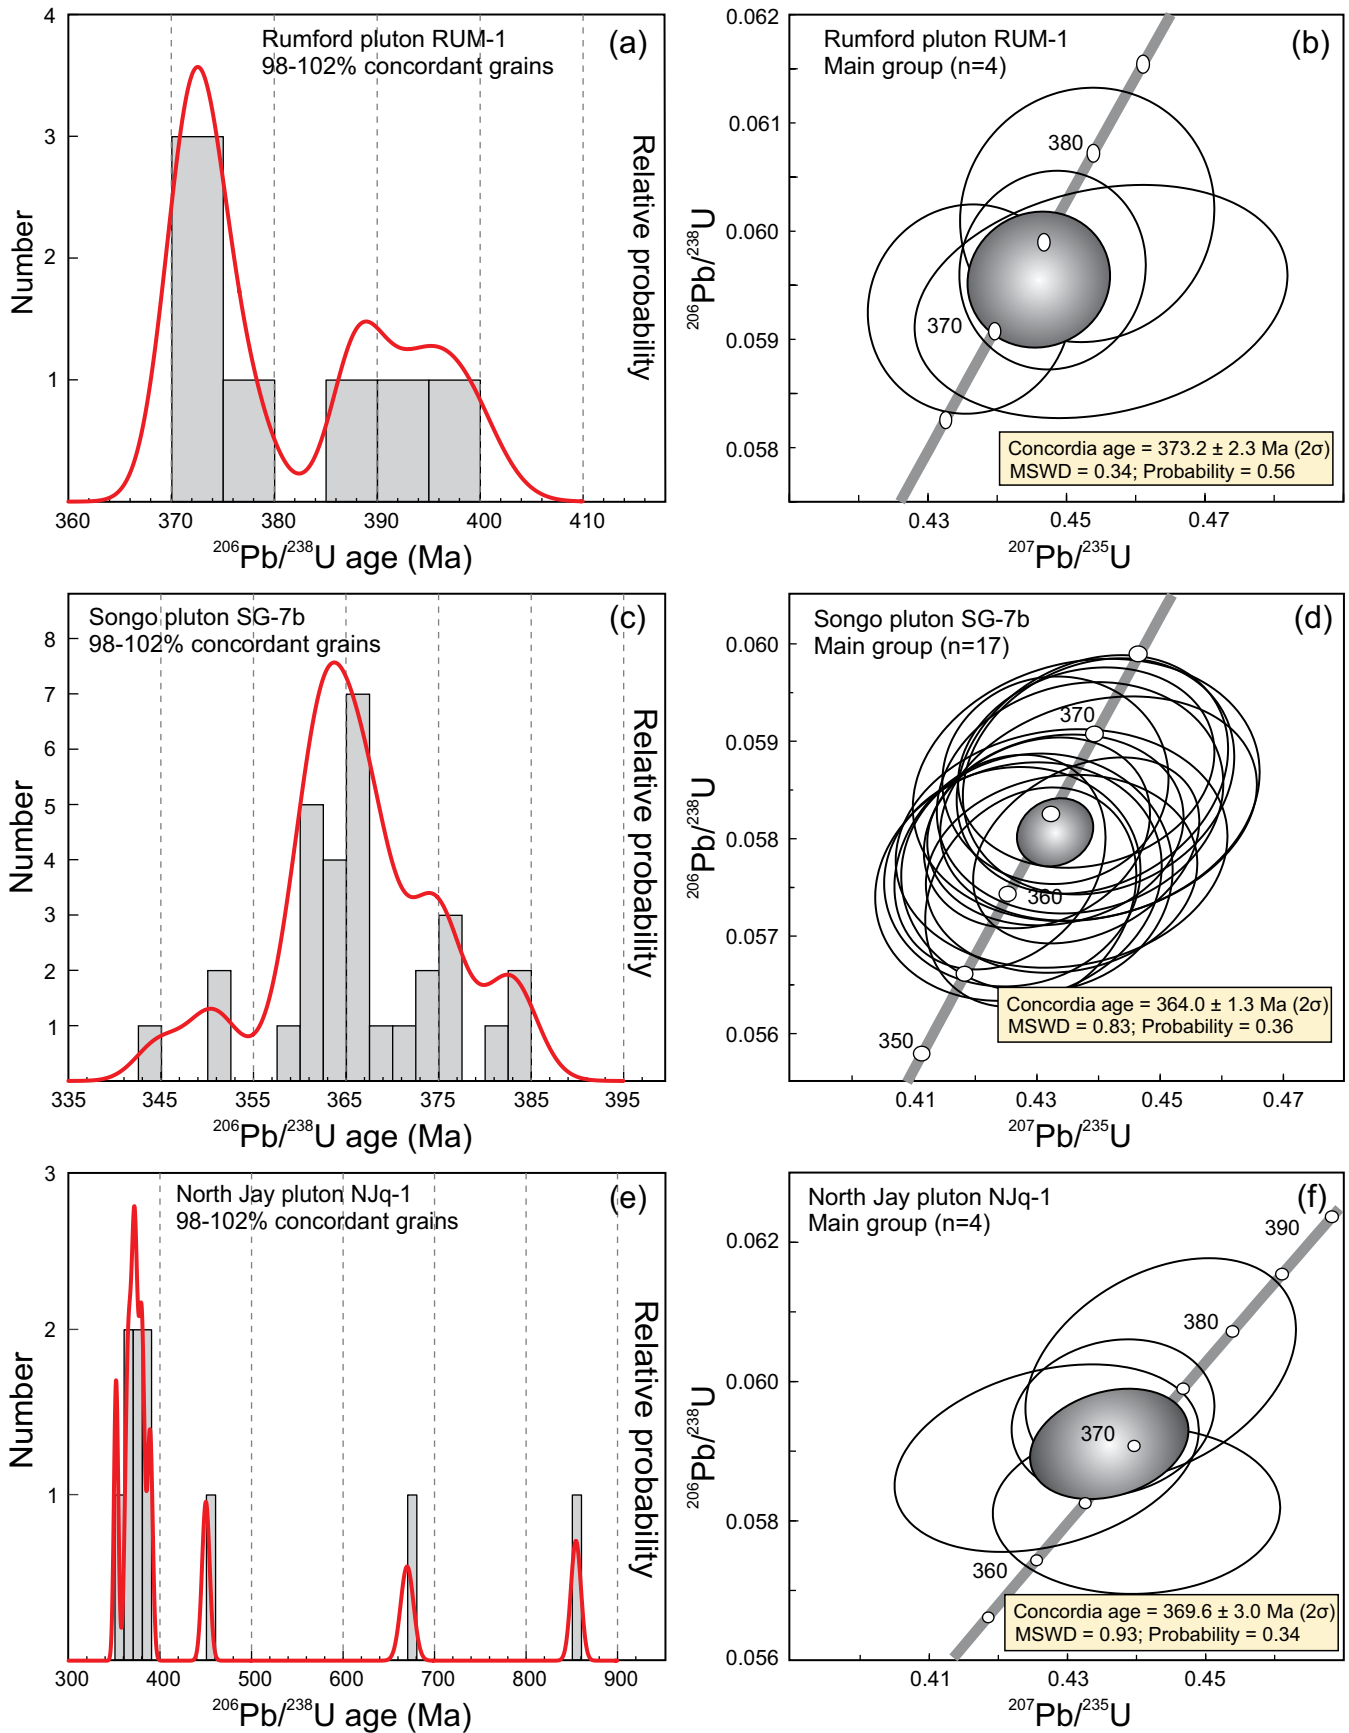 Rumford pluton RUM-1
98-102% concordant grains
(a)
4
3
2
1
Number
Relative probability
360 370 380 390 400 410
²⁰⁶Pb/²³⁸U age (Ma)
Rumford pluton RUM-1
Main group (n=4)
(b)
0.062
0.061
0.060
0.059
0.058
²⁰⁶Pb/²³⁸U
380
370
Concordia age = 373.2 ± 2.3 Ma (2σ)
MSWD = 0.34; Probability = 0.56
0.43 0.45 0.47
²⁰⁷Pb/²³⁵U
Songo pluton SG-7b
98-102% concordant grains
(c)
8
7
6
5
4
3
2
1
Number
Relative probability
335 345 355 365 375 385 395
²⁰⁶Pb/²³⁸U age (Ma)
Songo pluton SG-7b
Main group (n=17)
(d)
0.060
0.059
0.058
0.057
0.056
²⁰⁶Pb/²³⁸U
370
360
350
Concordia age = 364.0 ± 1.3 Ma (2σ)
MSWD = 0.83; Probability = 0.36
0.41 0.43 0.45 0.47
²⁰⁷Pb/²³⁵U
North Jay pluton NJq-1
98-102% concordant grains
(e)
3
2
1
Number
Relative probability
300 400 500 600 700 800 900
²⁰⁶Pb/²³⁸U age (Ma)
North Jay pluton NJq-1
Main group (n=4)
(f)
0.062
0.060
0.058
0.056
²⁰⁶Pb/²³⁸U
390
380
370
360
Concordia age = 369.6 ± 3.0 Ma (2σ)
MSWD = 0.93; Probability = 0.34
0.41 0.43 0.45
²⁰⁷Pb/²³⁵U